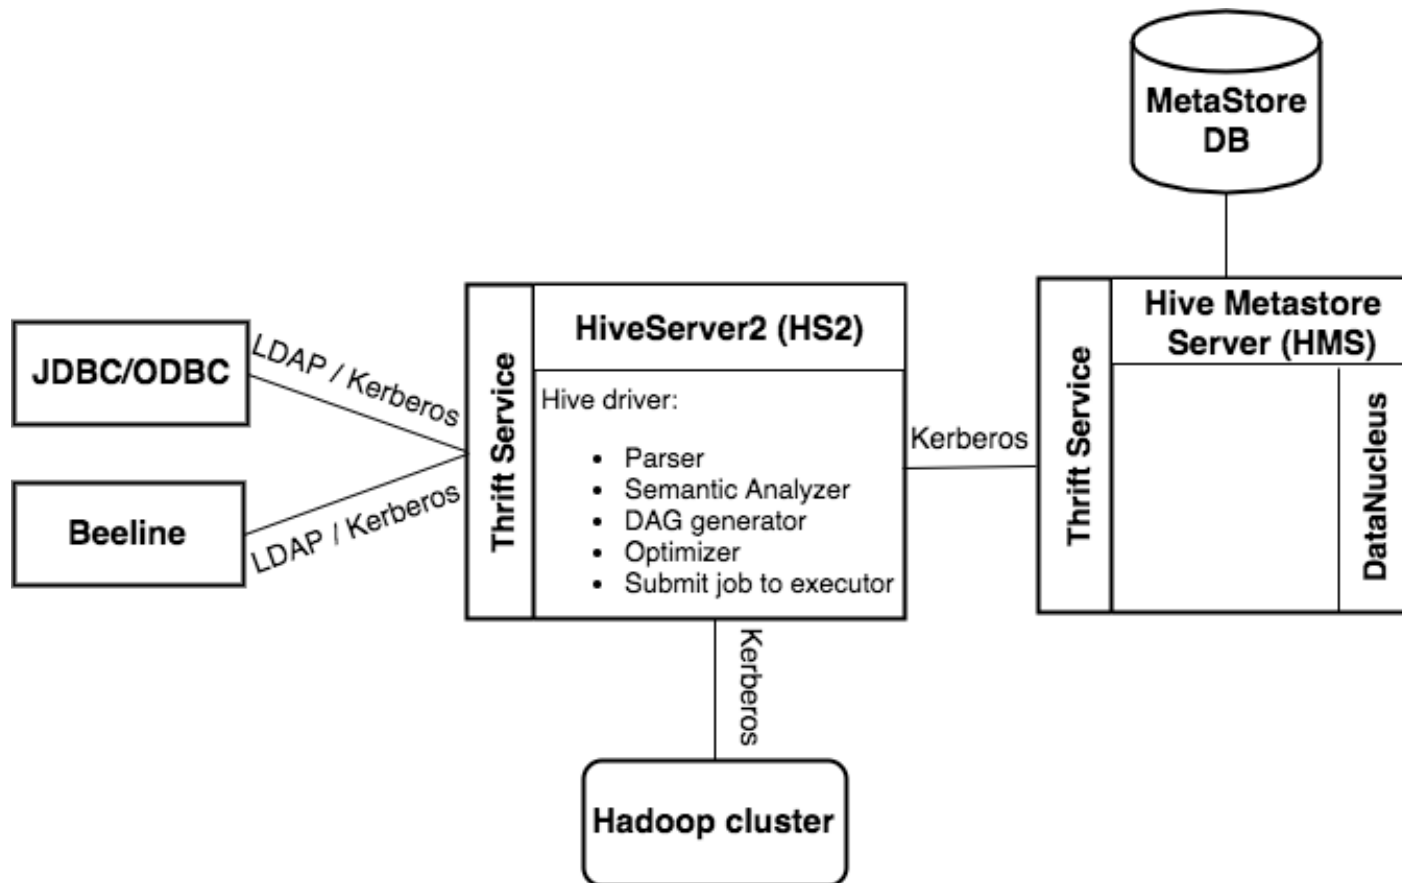 MetaStore
DB
JDBC/ODBC
LDAP / Kerberos
Beeline
LDAP / Kerberos
Thrift Service
HiveServer2 (HS2)
Hive driver:
• Parser
• Semantic Analyzer
• DAG generator
• Optimizer
• Submit job to executor
Kerberos
Thrift Service
Hive Metastore
Server (HMS)
DataNucleus
Kerberos
Hadoop cluster